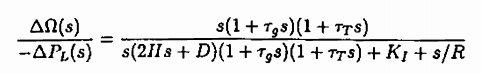 ΔΩ(s) / −ΔP_L(s) = s(1 + τ_g s)(1 + τ_T s) / s(2Hs + D)(1 + τ_g s)(1 + τ_T s) + K_I + s/R